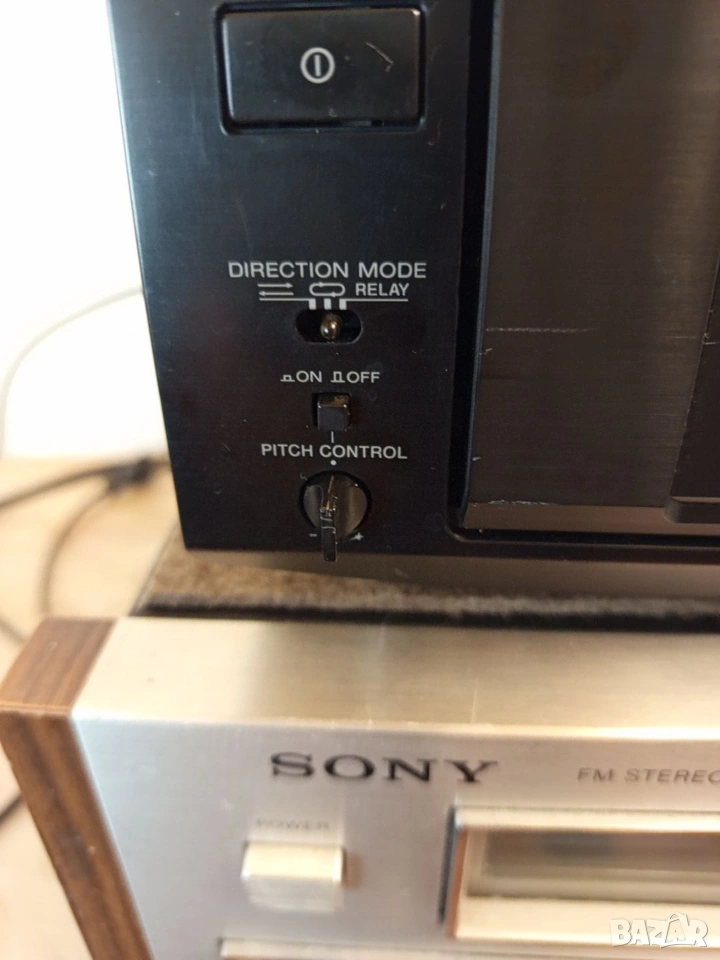 DIRECTION MODE
RELAY
ON OFF
PITCH CONTROL
- +
SONY
FM STEREO
POWER
BAZAR